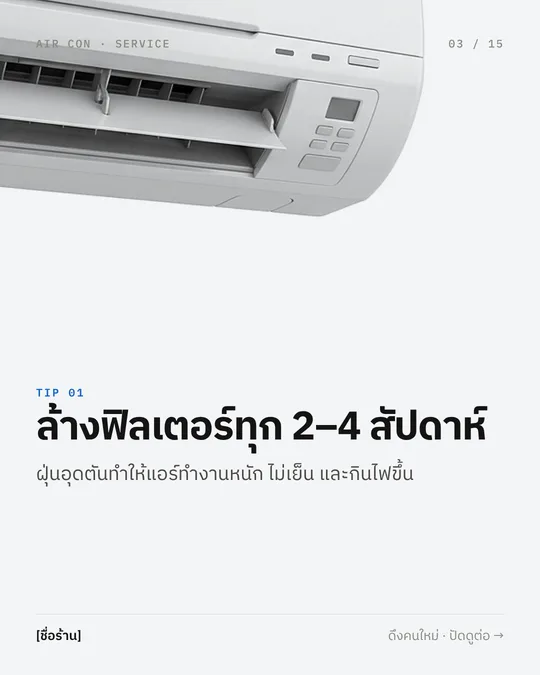 AIR CON · SERVICE
03 / 15
TIP 01
ล้างฟิลเตอร์ทุก 2–4 สัปดาห์
ฝุ่นอุดตันทำให้แอร์ทำงานหนัก ไม่เย็น และกินไฟขึ้น
[ชื่อร้าน]
ดึงคนใหม่ · ปัดดูต่อ →